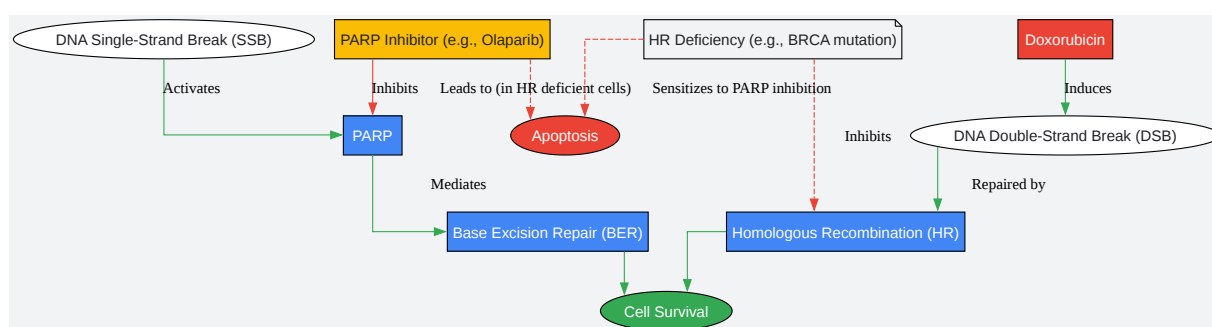 DNA Single-Strand Break (SSB)
PARP Inhibitor (e.g., Olaparib)
HR Deficiency (e.g., BRCA mutation)
Doxorubicin
Activates
Inhibits
Leads to (in HR deficient cells)
Sensitizes to PARP inhibition
Induces
PARP
Apoptosis
Inhibits
DNA Double-Strand Break (DSB)
Mediates
Repaired by
Base Excision Repair (BER)
Homologous Recombination (HR)
Cell Survival